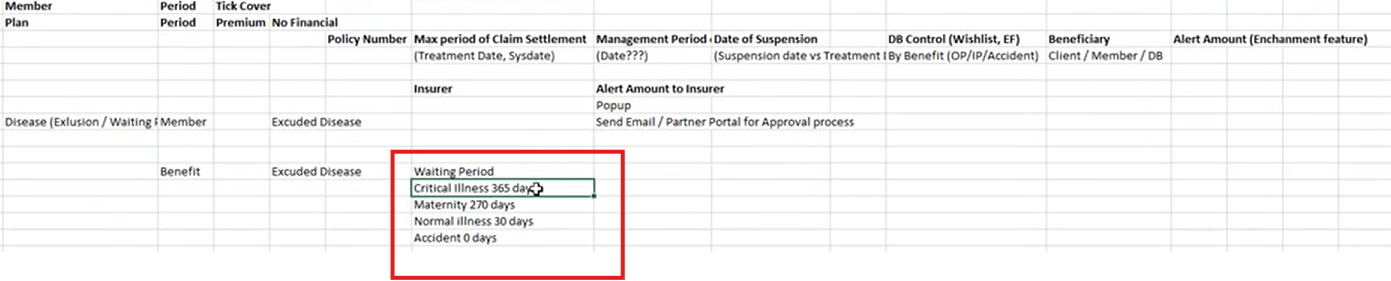 Member Period Tick Cover
Plan Period Premium No Financial
Policy Number Max period of Claim Settlement Management Period Date of Suspension DB Control (Wishlist, EF) Beneficiary Alert Amount (Enchanment feature)
(Treatment Date, Sysdate) (Date???) (Suspension date vs Treatment By Benefit (OP/IP/Accident) Client / Member / DB
Insurer Alert Amount to Insurer
Popup
Disease (Exlusion / Waiting Member Excuded Disease Send Email / Partner Portal for Approval process
Benefit Excuded Disease Waiting Period
Critical Illness 365 days
Maternity 270 days
Normal illness 30 days
Accident 0 days